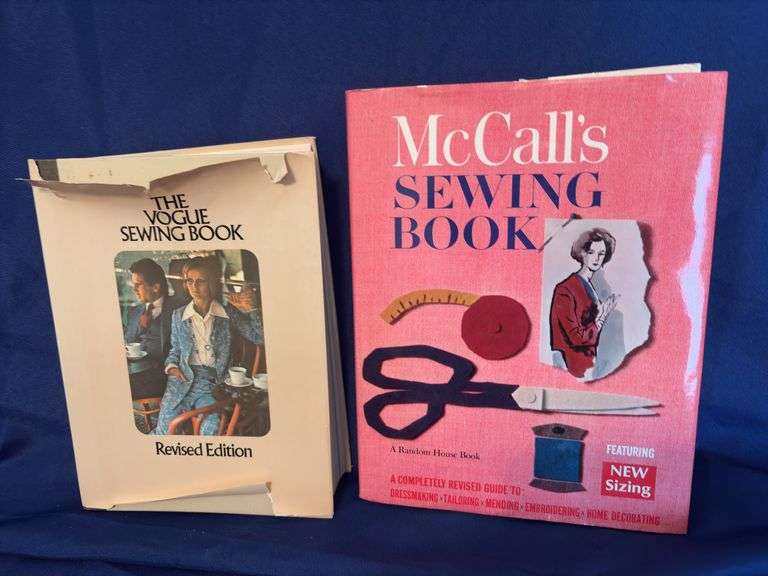 THE
VOGUE
SEWING BOOK
Revised Edition
McCall's
SEWING
BOOK
A Random House Book
FEATURING
NEW
Sizing
A COMPLETELY REVISED GUIDE TO:
DRESSMAKING × TAILORING × MENDING × EMBROIDERING × HOME DECORATING